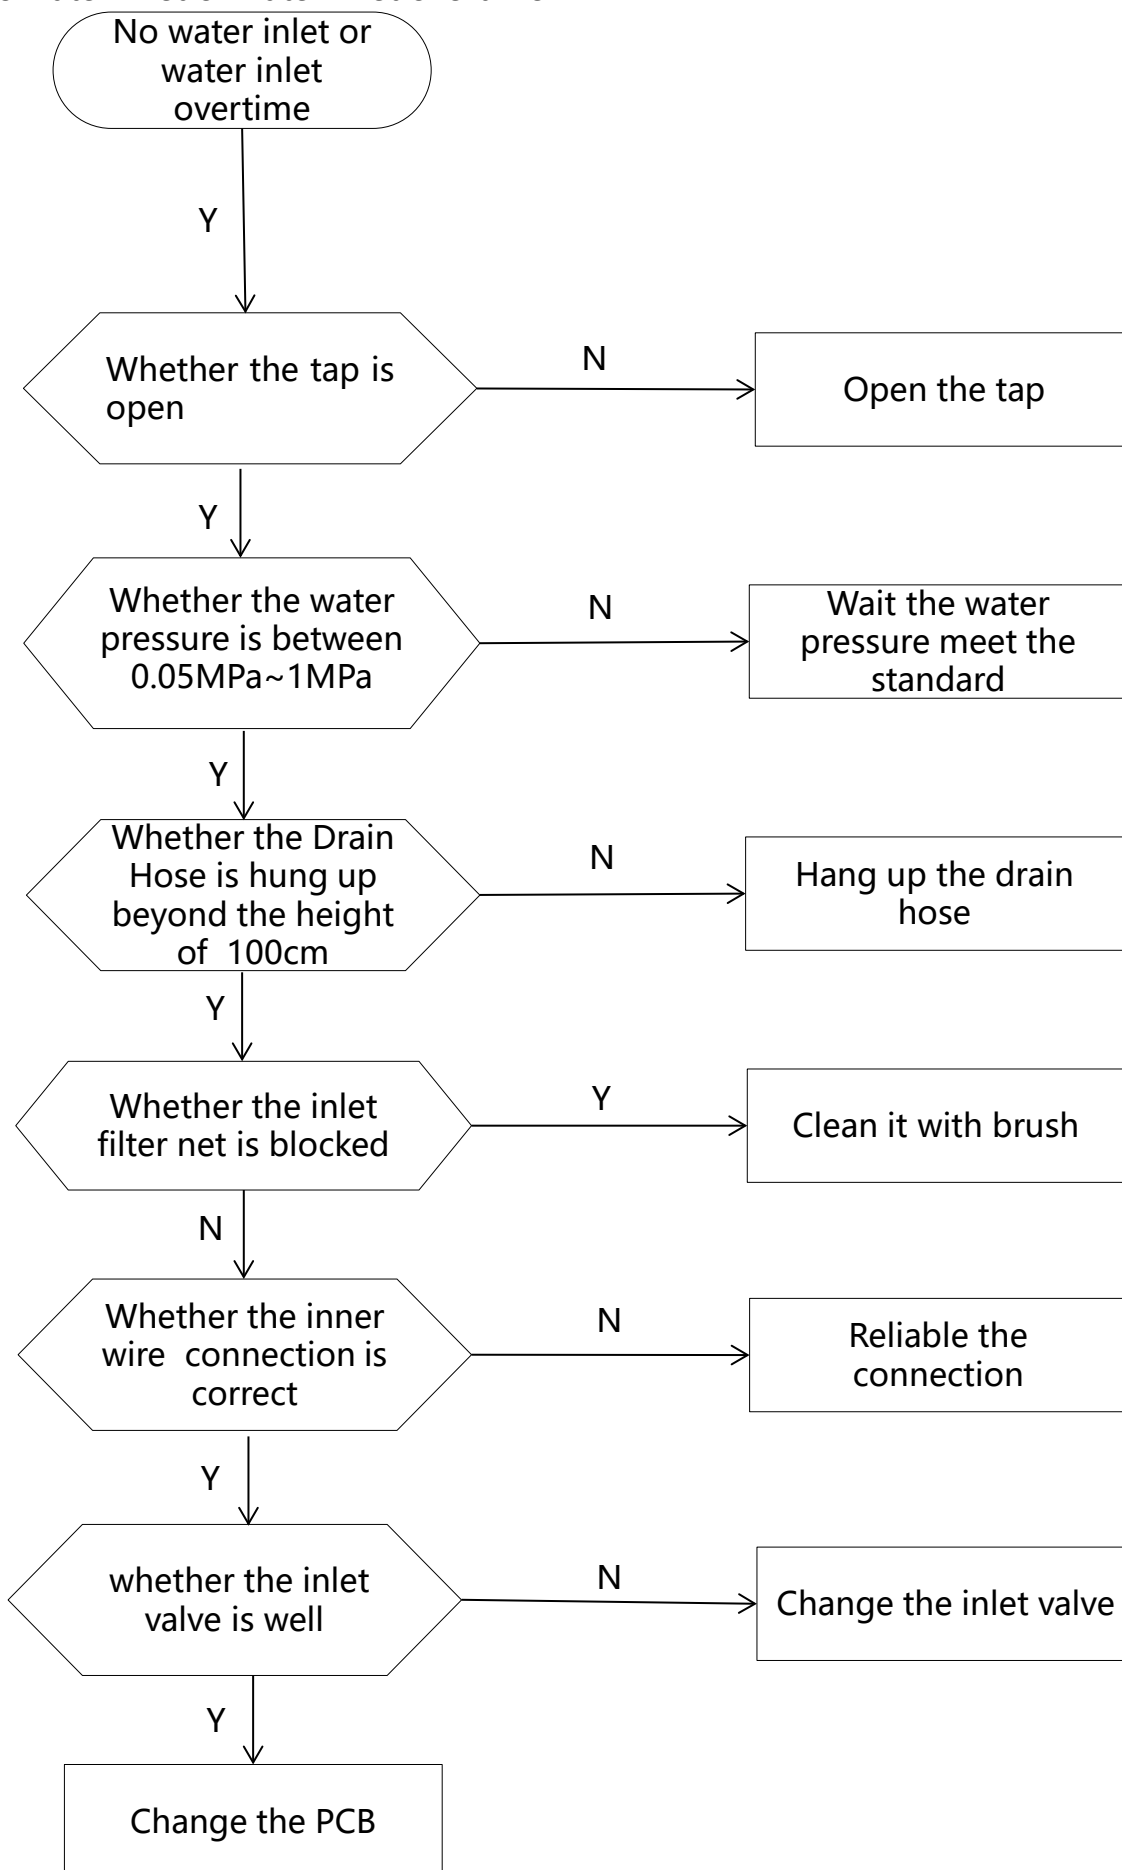 No water inlet or
water inlet
overtime
Y
Whether the tap is
open
N
Open the tap
Y
Whether the water
pressure is between
0.05MPa~1MPa
N
Wait the water
pressure meet the
standard
Y
Whether the Drain
Hose is hung up
beyond the height
of 100cm
N
Hang up the drain
hose
Y
Whether the inlet
filter net is blocked
Y
Clean it with brush
N
Whether the inner
wire connection is
correct
N
Reliable the
connection
Y
whether the inlet
valve is well
N
Change the inlet valve
Y
Change the PCB